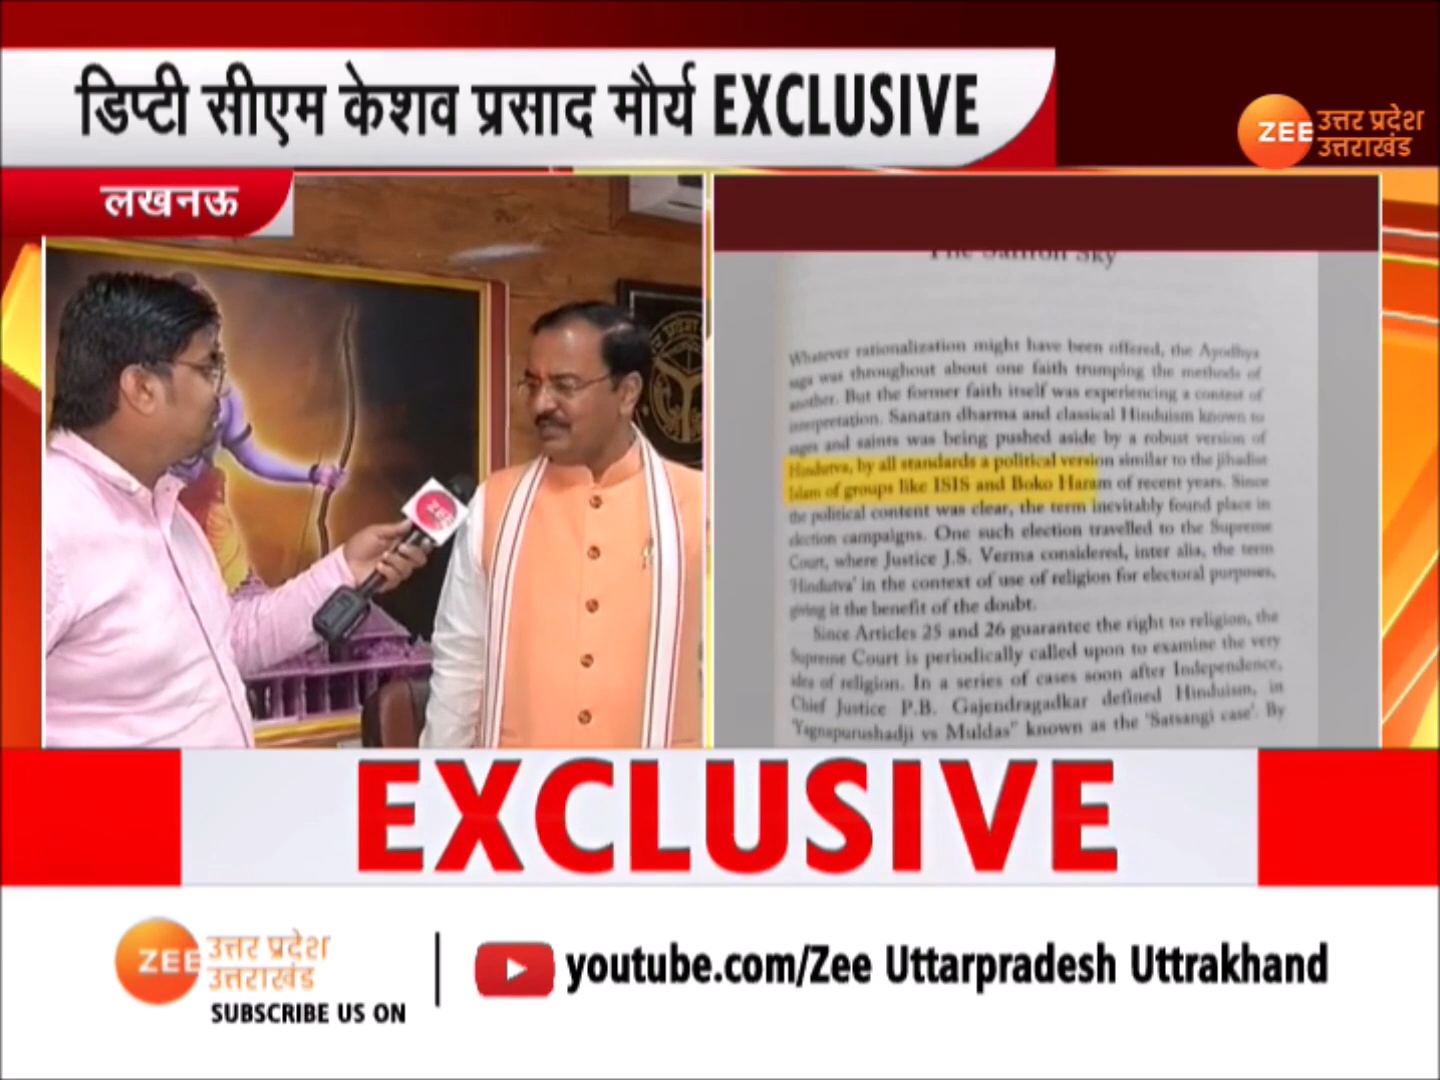 डिप्टी सीएम केशव प्रसाद मौर्य EXCLUSIVE
ZEE उत्तर प्रदेश
उत्तराखंड
लखनऊ
The Saffron Sky
Whatever rationalization might have been offered, the Ayodhya
saga was throughout about one faith trumping the methods of
another. But the former faith itself was experiencing a contest of
interpretation. Sanatan dharma and classical Hinduism known to
sages and saints was being pushed aside by a robust version of
Hindutva, by all standards a political version similar to the jihadist
Islam of groups like ISIS and Boko Haram of recent years. Since
the political content was clear, the term inevitably found place in
election campaigns. One such election travelled to the Supreme
Court, where Justice J.S. Verma considered, inter alia, the term
'Hindutva' in the context of use of religion for electoral purposes,
giving it the benefit of the doubt.
Since Articles 25 and 26 guarantee the right to religion, the
Supreme Court is periodically called upon to examine the very
idea of religion. In a series of cases soon after Independence,
Chief Justice P.B. Gajendragadkar defined Hinduism, in
'Yagnapurushadji vs Muldas" known as the 'Satsangi case'. By
EXCLUSIVE
ZEE उत्तर प्रदेश
उत्तराखंड
SUBSCRIBE US ON
youtube.com/Zee Uttarpradesh Uttrakhand